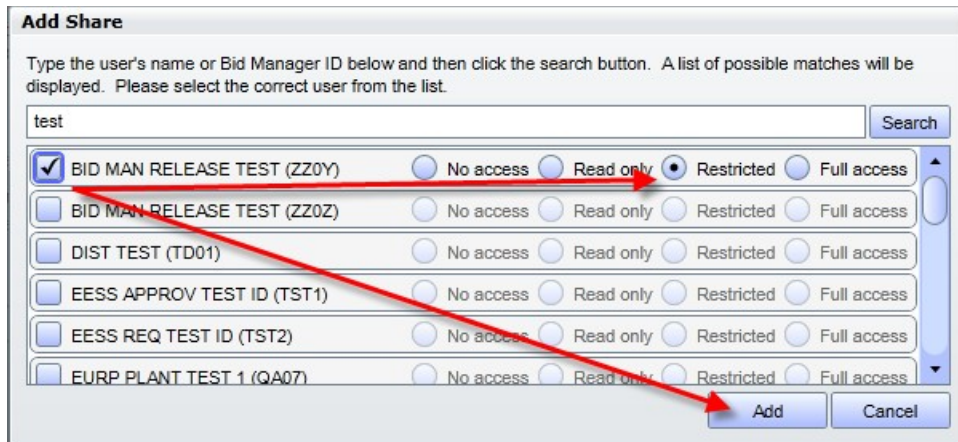 Add Share
Type the user's name or Bid Manager ID below and then click the search button. A list of possible matches will be
displayed. Please select the correct user from the list.
test Search
BID MAN RELEASE TEST (ZZ0Y) No access Read only Restricted Full access
BID MAN RELEASE TEST (ZZ0Z) No access Read only Restricted Full access
DIST TEST (TD01) No access Read only Restricted Full access
EESS APPROV TEST ID (TST1) No access Read only Restricted Full access
EESS REQ TEST ID (TST2) No access Read only Restricted Full access
EURP PLANT TEST 1 (QA07) No access Read only Restricted Full access
Add Cancel